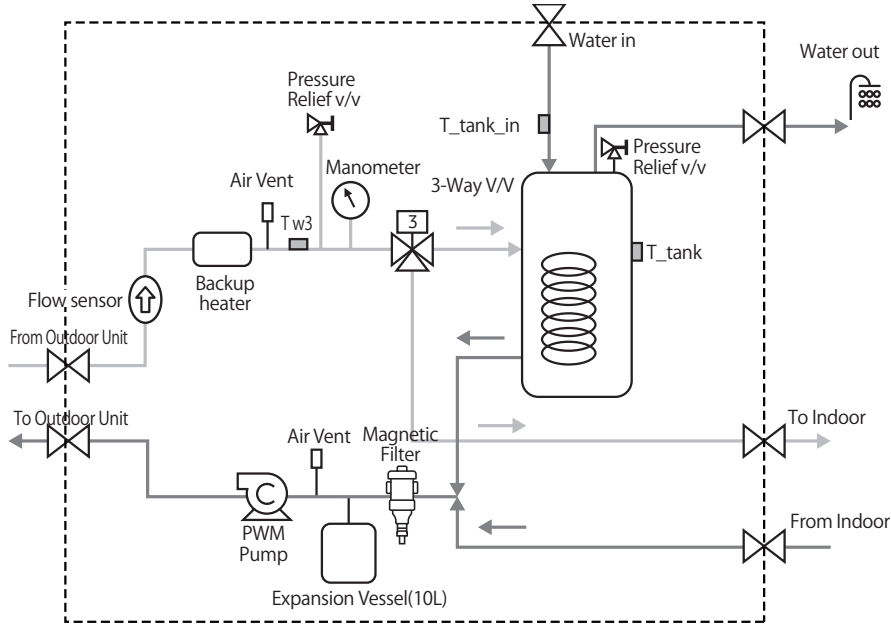 Water in
Water out
Pressure
Relief v/v
T_tank_in
Pressure
Relief v/v
Manometer
3-Way V/V
Air Vent
T w3
3
T_tank
Backup
heater
Flow sensor
From Outdoor Unit
To Outdoor Unit
Air Vent
Magnetic
Filter
To Indoor
C
PWM
Pump
From Indoor
Expansion Vessel(10L)